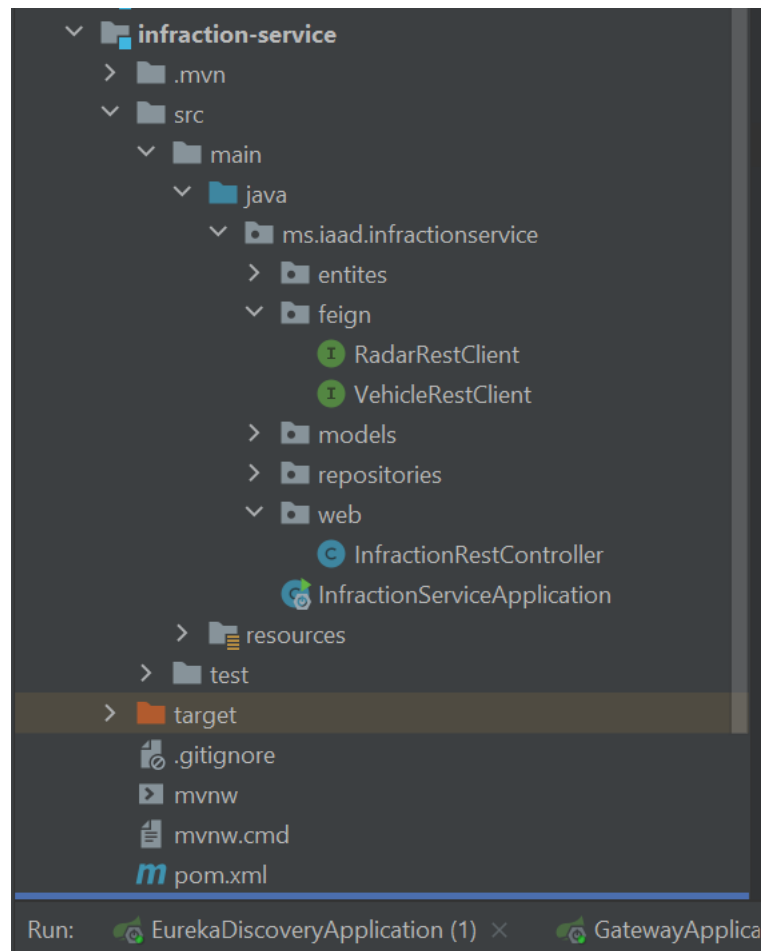 infraction-service
.mvn
src
main
java
ms.iaad.infractionservice
entites
feign
RadarRestClient
VehicleRestClient
models
repositories
web
InfractionRestController
InfractionServiceApplication
resources
test
target
.gitignore
mvnw
mvnw.cmd
pom.xml
Run: EurekaDiscoveryApplication (1) GatewayApplica